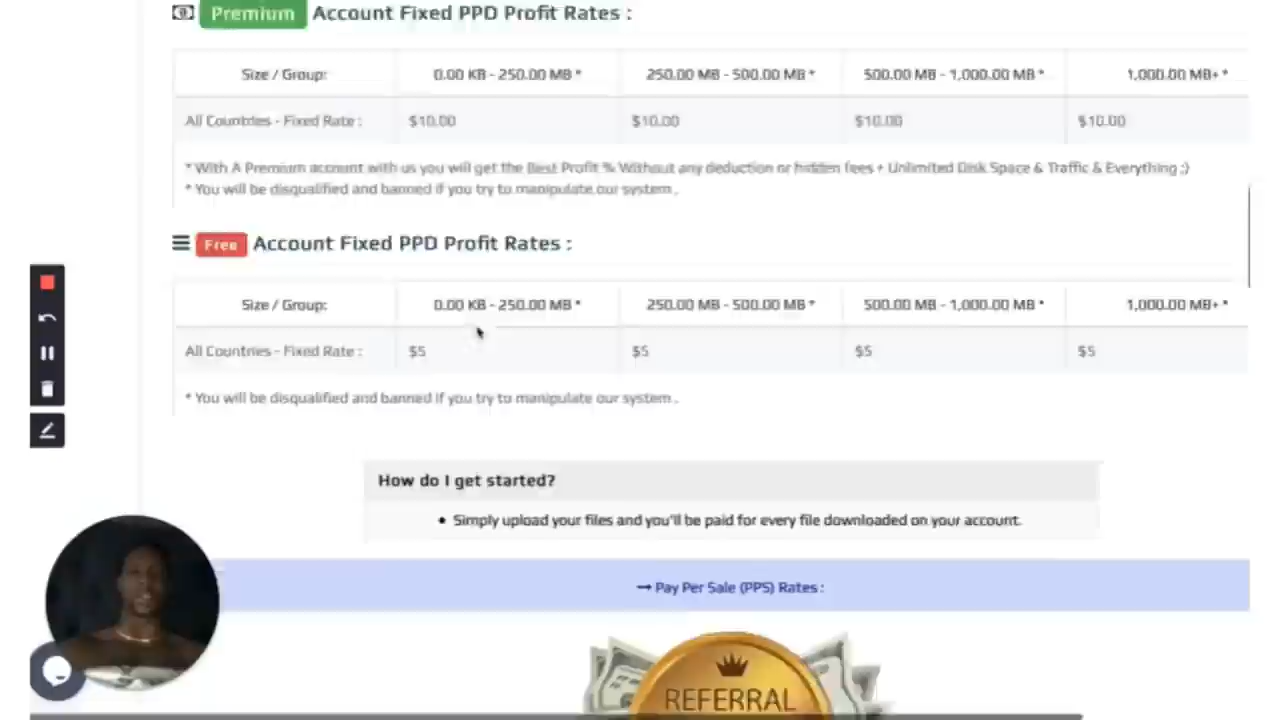 Premium Account Fixed PPD Profit Rates :
Size / Group: 0.00 KB - 250.00 MB * 250.00 MB - 500.00 MB * 500.00 MB - 1,000.00 MB * 1,000.00 MB+ *
All Countries - Fixed Rate : $10.00 $10.00 $10.00 $10.00
* With A Premium account with us you will get the Best Profit % Without any deduction or hidden fees + Unlimited Disk Space & Traffic & Everything ;)
* You will be disqualified and banned if you try to manipulate our system .
Free Account Fixed PPD Profit Rates :
Size / Group: 0.00 KB - 250.00 MB * 250.00 MB - 500.00 MB * 500.00 MB - 1,000.00 MB * 1,000.00 MB+ *
All Countries - Fixed Rate : $5 $5 $5 $5
* You will be disqualified and banned if you try to manipulate our system .
How do I get started?
• Simply upload your files and you'll be paid for every file downloaded on your account.
→ Pay Per Sale (PPS) Rates :
REFERRAL